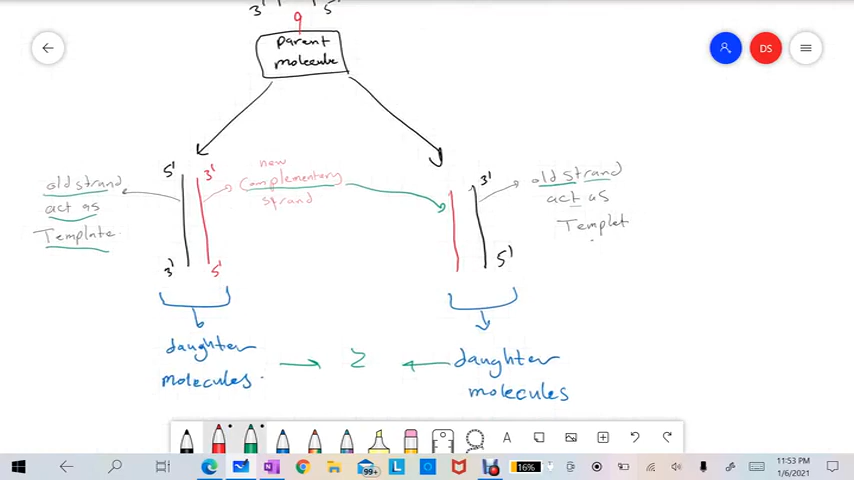 3' 5'
9
Parent
molecule
5' 3'
new
Complementary
strand
old strand
act as
Template.
3' 5'
3'
old strand
act as
Templet
5'
daughter
molecules.
2
daughter
molecules
DS
A
99+
L
16%
11:53 PM
1/6/2021